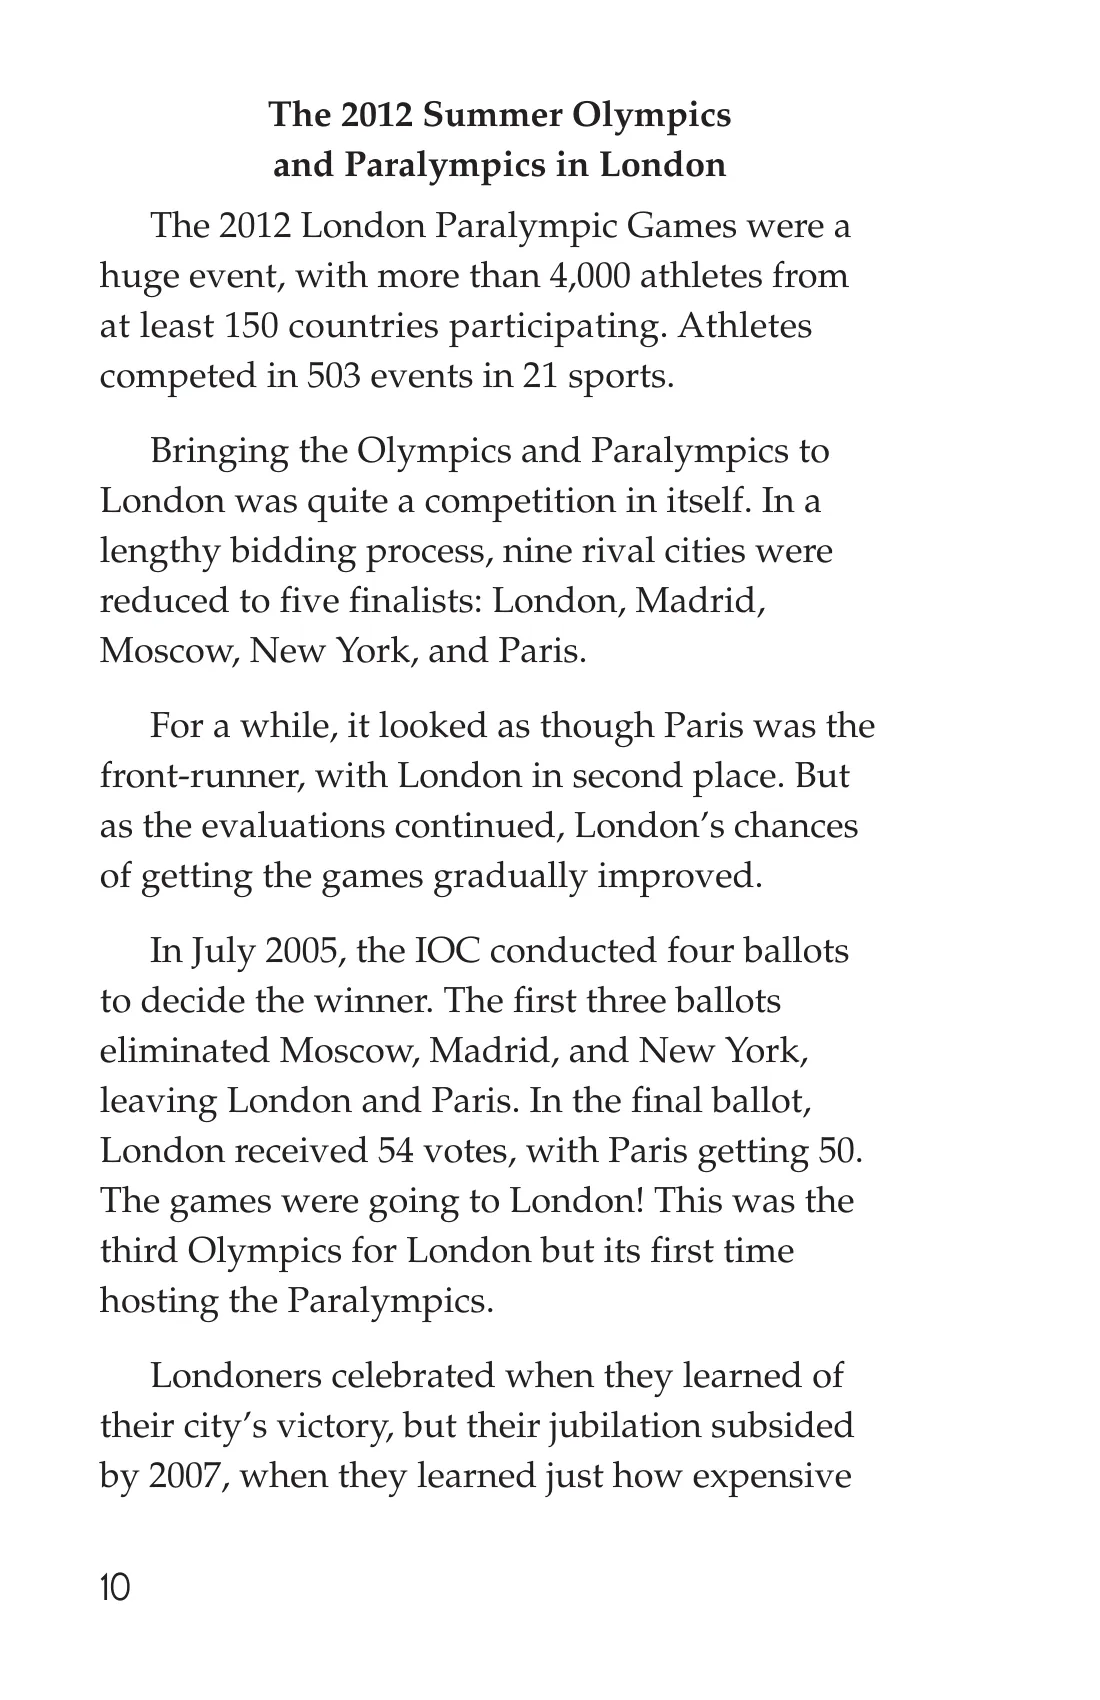 The 2012 Summer Olympics
and Paralympics in London
The 2012 London Paralympic Games were a
huge event, with more than 4,000 athletes from
at least 150 countries participating. Athletes
competed in 503 events in 21 sports.
Bringing the Olympics and Paralympics to
London was quite a competition in itself. In a
lengthy bidding process, nine rival cities were
reduced to five finalists: London, Madrid,
Moscow, New York, and Paris.
For a while, it looked as though Paris was the
front-runner, with London in second place. But
as the evaluations continued, London’s chances
of getting the games gradually improved.
In July 2005, the IOC conducted four ballots
to decide the winner. The first three ballots
eliminated Moscow, Madrid, and New York,
leaving London and Paris. In the final ballot,
London received 54 votes, with Paris getting 50.
The games were going to London! This was the
third Olympics for London but its first time
hosting the Paralympics.
Londoners celebrated when they learned of
their city’s victory, but their jubilation subsided
by 2007, when they learned just how expensive
10